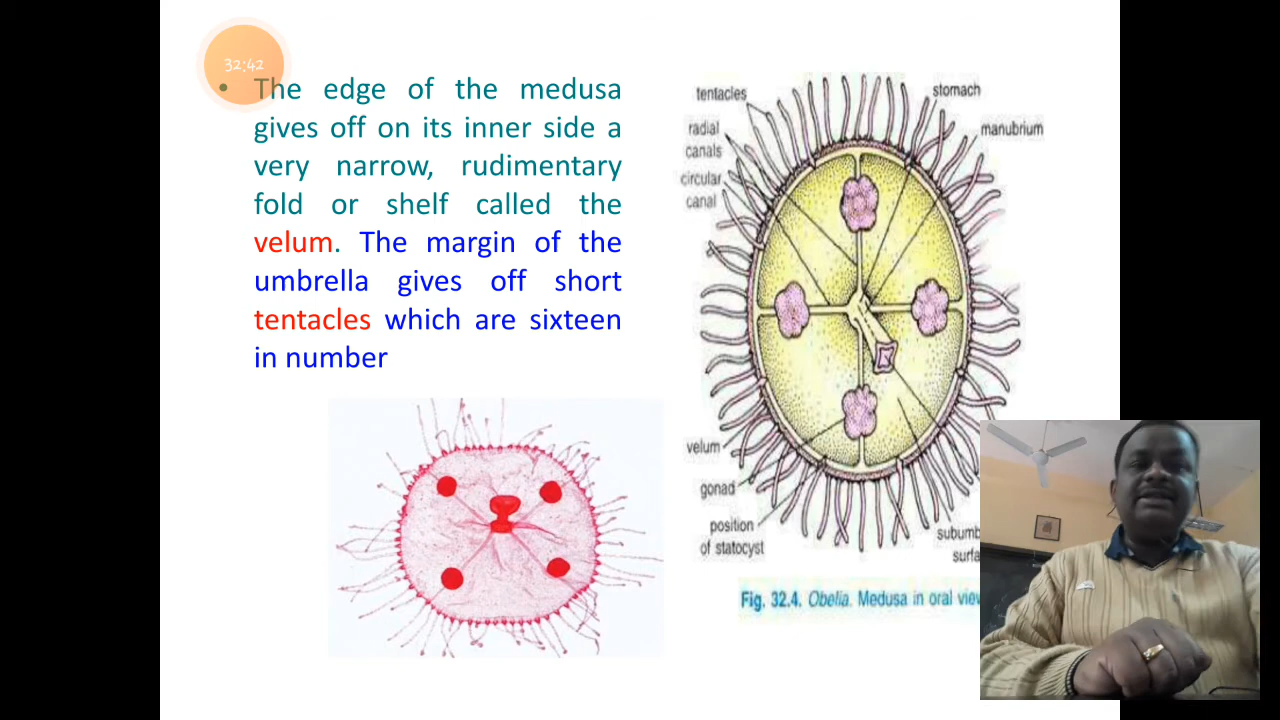 32:42
• The edge of the medusa
gives off on its inner side a
very narrow, rudimentary
fold or shelf called the
velum. The margin of the
umbrella gives off short
tentacles which are sixteen
in number
tentacles
radial
canals
circular
canal
stomach
manubrium
velum
gonad
position
of statocyst
subumb
surfa
Fig. 32.4. Obelia. Medusa in oral view